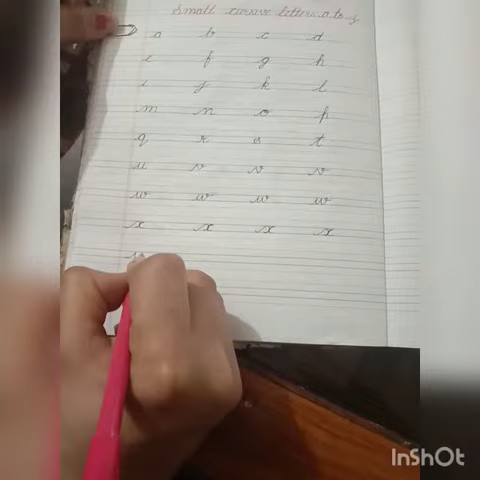 Small cursive letters a to z
a b c d
e f g h
i j k l
m n o p
q r s t
u v v v
w w w w
x x x x
InShOt